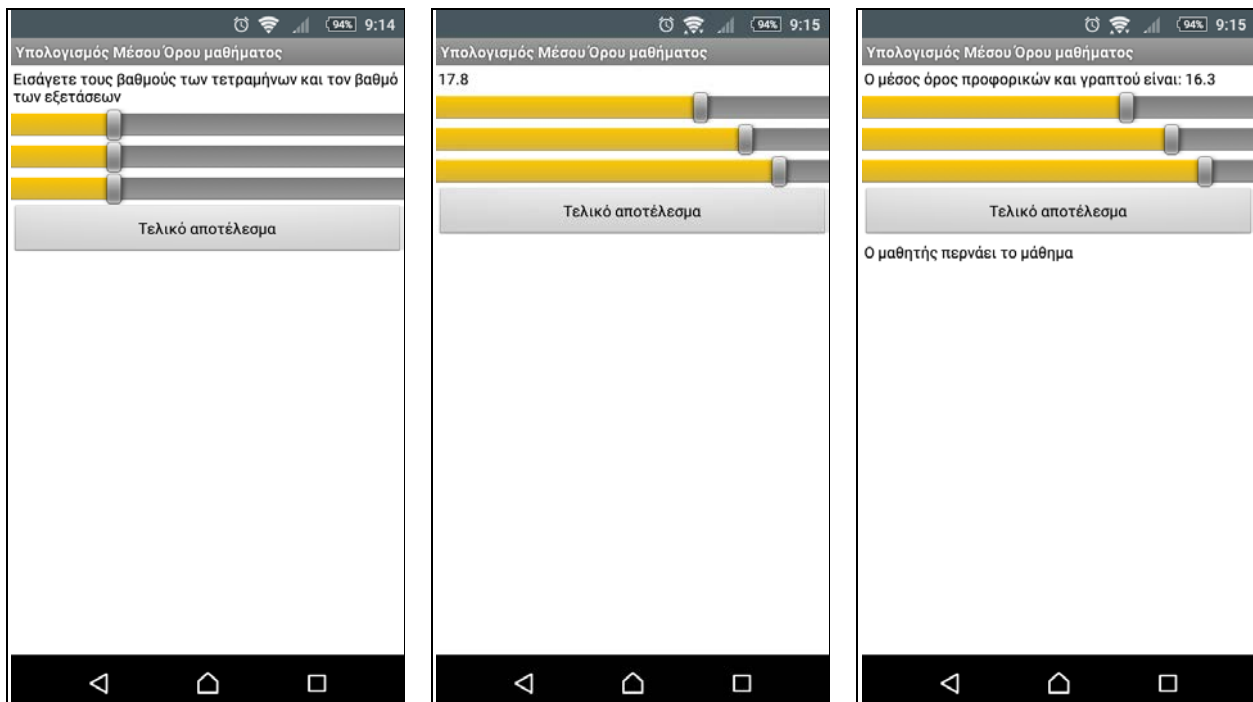 94% 9:14
Υπολογισμός Μέσου Όρου μαθήματος
Εισάγετε τους βαθμούς των τετραμήνων και τον βαθμό
των εξετάσεων
Τελικό αποτέλεσμα
94% 9:15
Υπολογισμός Μέσου Όρου μαθήματος
17.8
Τελικό αποτέλεσμα
94% 9:15
Υπολογισμός Μέσου Όρου μαθήματος
Ο μέσος όρος προφορικών και γραπτού είναι: 16.3
Τελικό αποτέλεσμα
Ο μαθητής περνάει το μάθημα